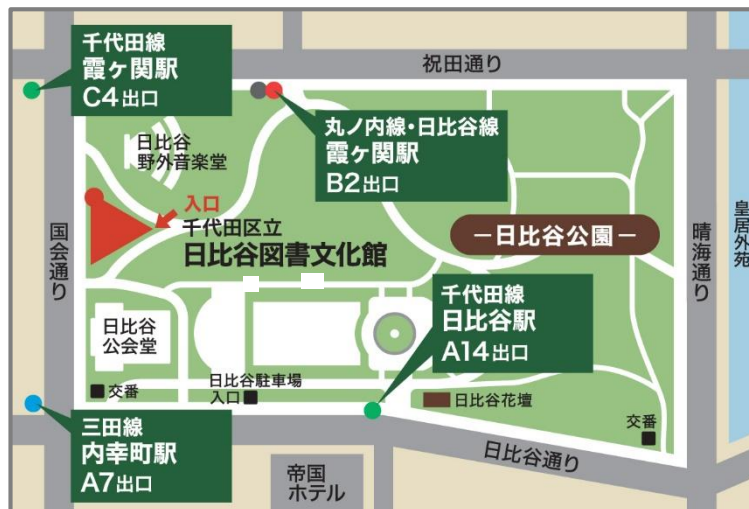 千代田線
霞ヶ関駅
C4出口
祝田通り
丸ノ内線・日比谷線
霞ヶ関駅
B2出口
日比谷
野外音楽堂
入口
千代田区立
日比谷図書文化館
－日比谷公園－
国会通り
晴海通り
皇居外苑
千代田線
日比谷駅
A14出口
日比谷
公会堂
交番
日比谷駐車場
入口
日比谷花壇
交番
三田線
内幸町駅
A7出口
帝国
ホテル
日比谷通り